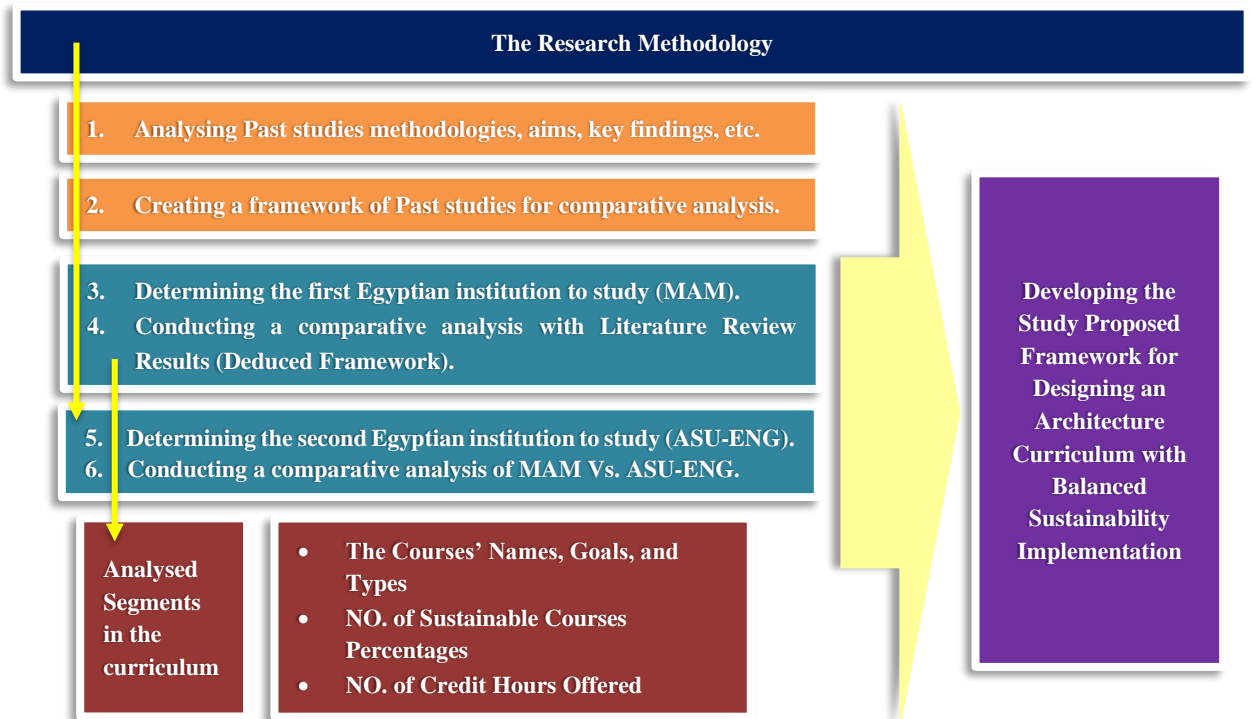 The Research Methodology
1. Analysing Past studies methodologies, aims, key findings, etc.
2. Creating a framework of Past studies for comparative analysis.
3. Determining the first Egyptian institution to study (MAM).
4. Conducting a comparative analysis with Literature Review
Results (Deduced Framework).
5. Determining the second Egyptian institution to study (ASU-ENG).
6. Conducting a comparative analysis of MAM Vs. ASU-ENG.
Analysed
Segments
in the
curriculum
• The Courses’ Names, Goals, and
Types
• NO. of Sustainable Courses
Percentages
• NO. of Credit Hours Offered
Developing the
Study Proposed
Framework for
Designing an
Architecture
Curriculum with
Balanced
Sustainability
Implementation